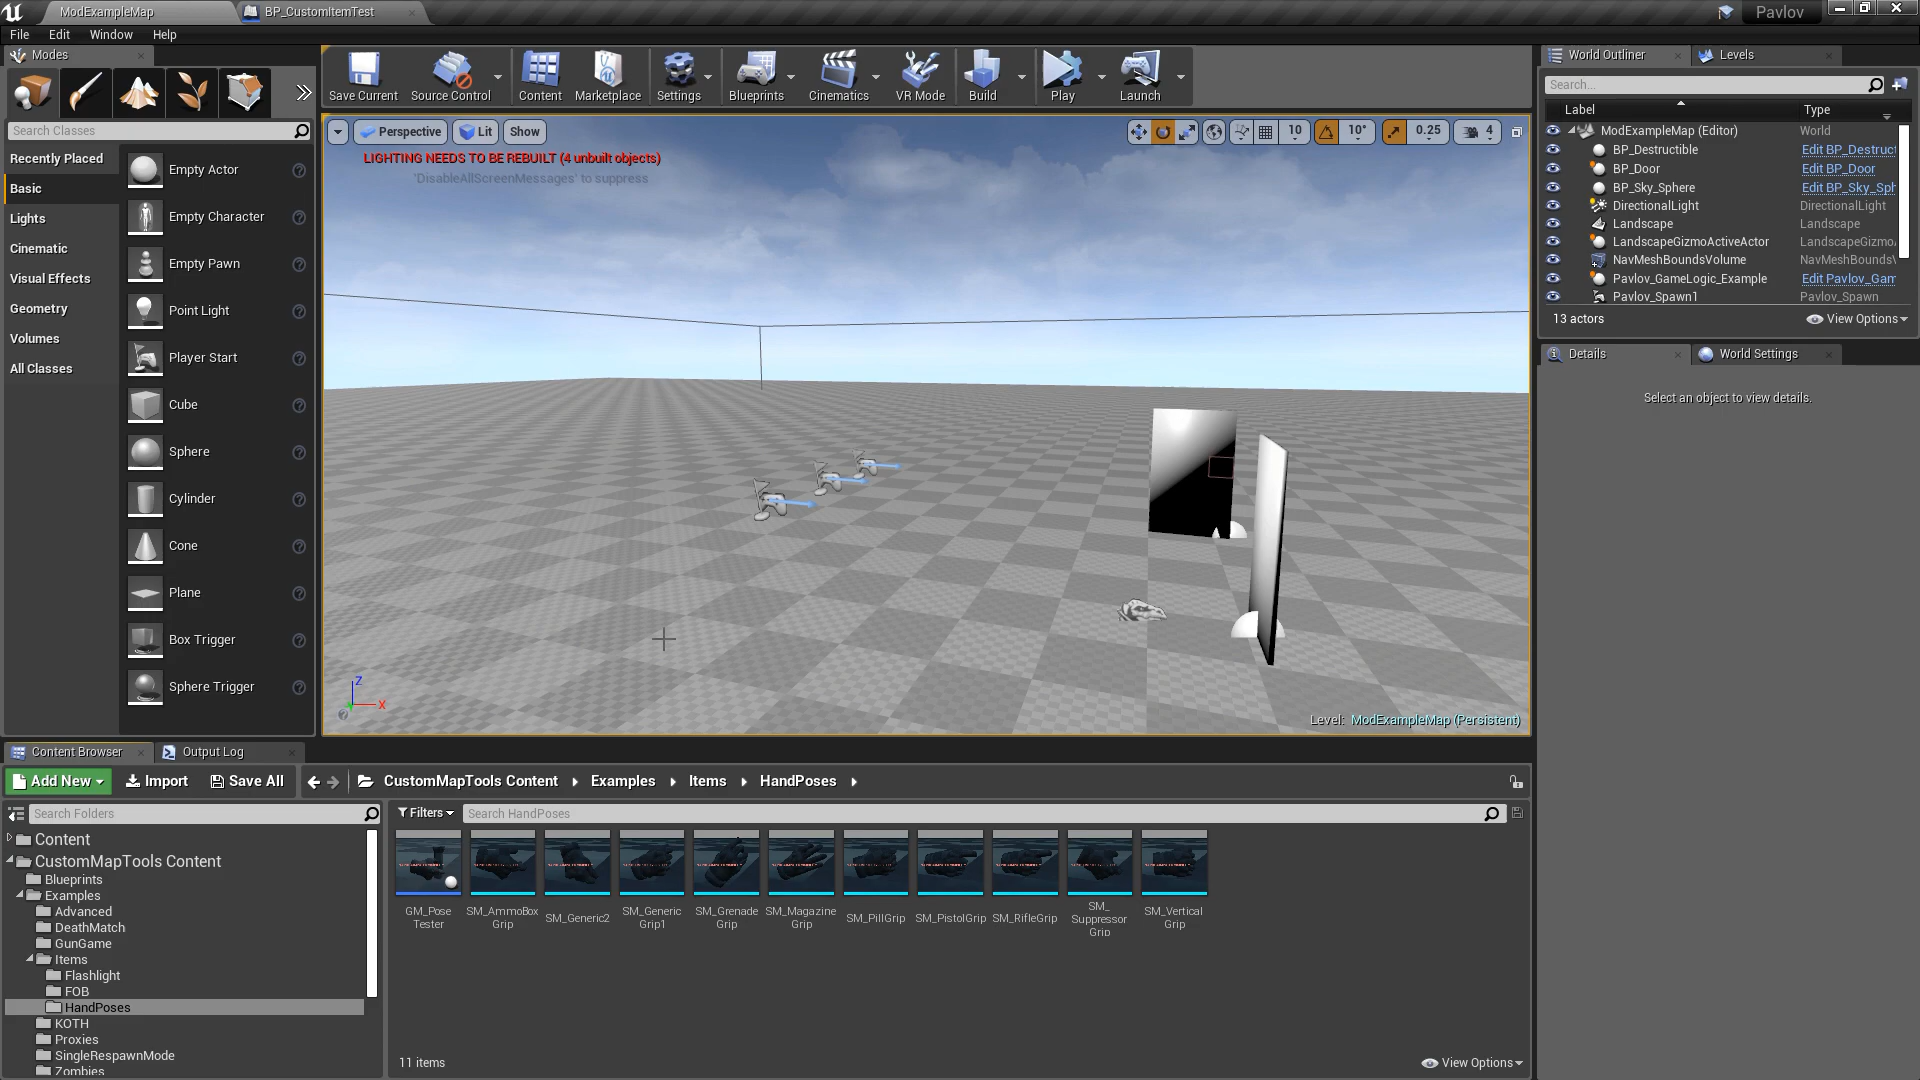 ModExampleMap
BP_CustomItemTest
Pavlov
File Edit Window Help
Modes
Save Current
Source Control
Content
Marketplace
Settings
Blueprints
Cinematics
VR Mode
Build
Play
Launch
Search Classes
Recently Placed
Basic
Lights
Cinematic
Visual Effects
Geometry
Volumes
All Classes
Empty Actor
Empty Character
Empty Pawn
Point Light
Player Start
Cube
Sphere
Cylinder
Cone
Plane
Box Trigger
Sphere Trigger
Perspective
Lit
Show
10
10°
0.25
4
LIGHTING NEEDS TO BE REBUILT (4 unbuilt objects)
'DisableAllScreenMessages' to suppress
Z
X
Level: ModExampleMap (Persistent)
World Outliner
Levels
Search...
Label Type
ModExampleMap (Editor) World
BP_Destructible Edit BP_Destruct
BP_Door Edit BP_Door
BP_Sky_Sphere Edit BP_Sky_Sph
DirectionalLight DirectionalLight
Landscape Landscape
LandscapeGizmoActiveActor LandscapeGizmo
NavMeshBoundsVolume NavMeshBounds
Pavlov_GameLogic_Example Edit Pavlov_Gam
Pavlov_Spawn1 Pavlov_Spawn
13 actors
View Options
Details
World Settings
Select an object to view details.
Content Browser
Output Log
Add New
Import
Save All
CustomMapTools Content
Examples
Items
HandPoses
Search Folders
Content
CustomMapTools Content
Blueprints
Examples
Advanced
DeathMatch
GunGame
Items
Flashlight
FOB
HandPoses
KOTH
Proxies
SingleRespawnMode
Zombies
Filters
Search HandPoses
GM_Pose
Tester
SM_AmmoBox
Grip
SM_Generic2
SM_Generic
Grip1
SM_Grenade
Grip
SM_Magazine
Grip
SM_PillGrip
SM_PistolGrip
SM_RifleGrip
SM_
Suppressor
Grip
SM_Vertical
Grip
11 items
View Options